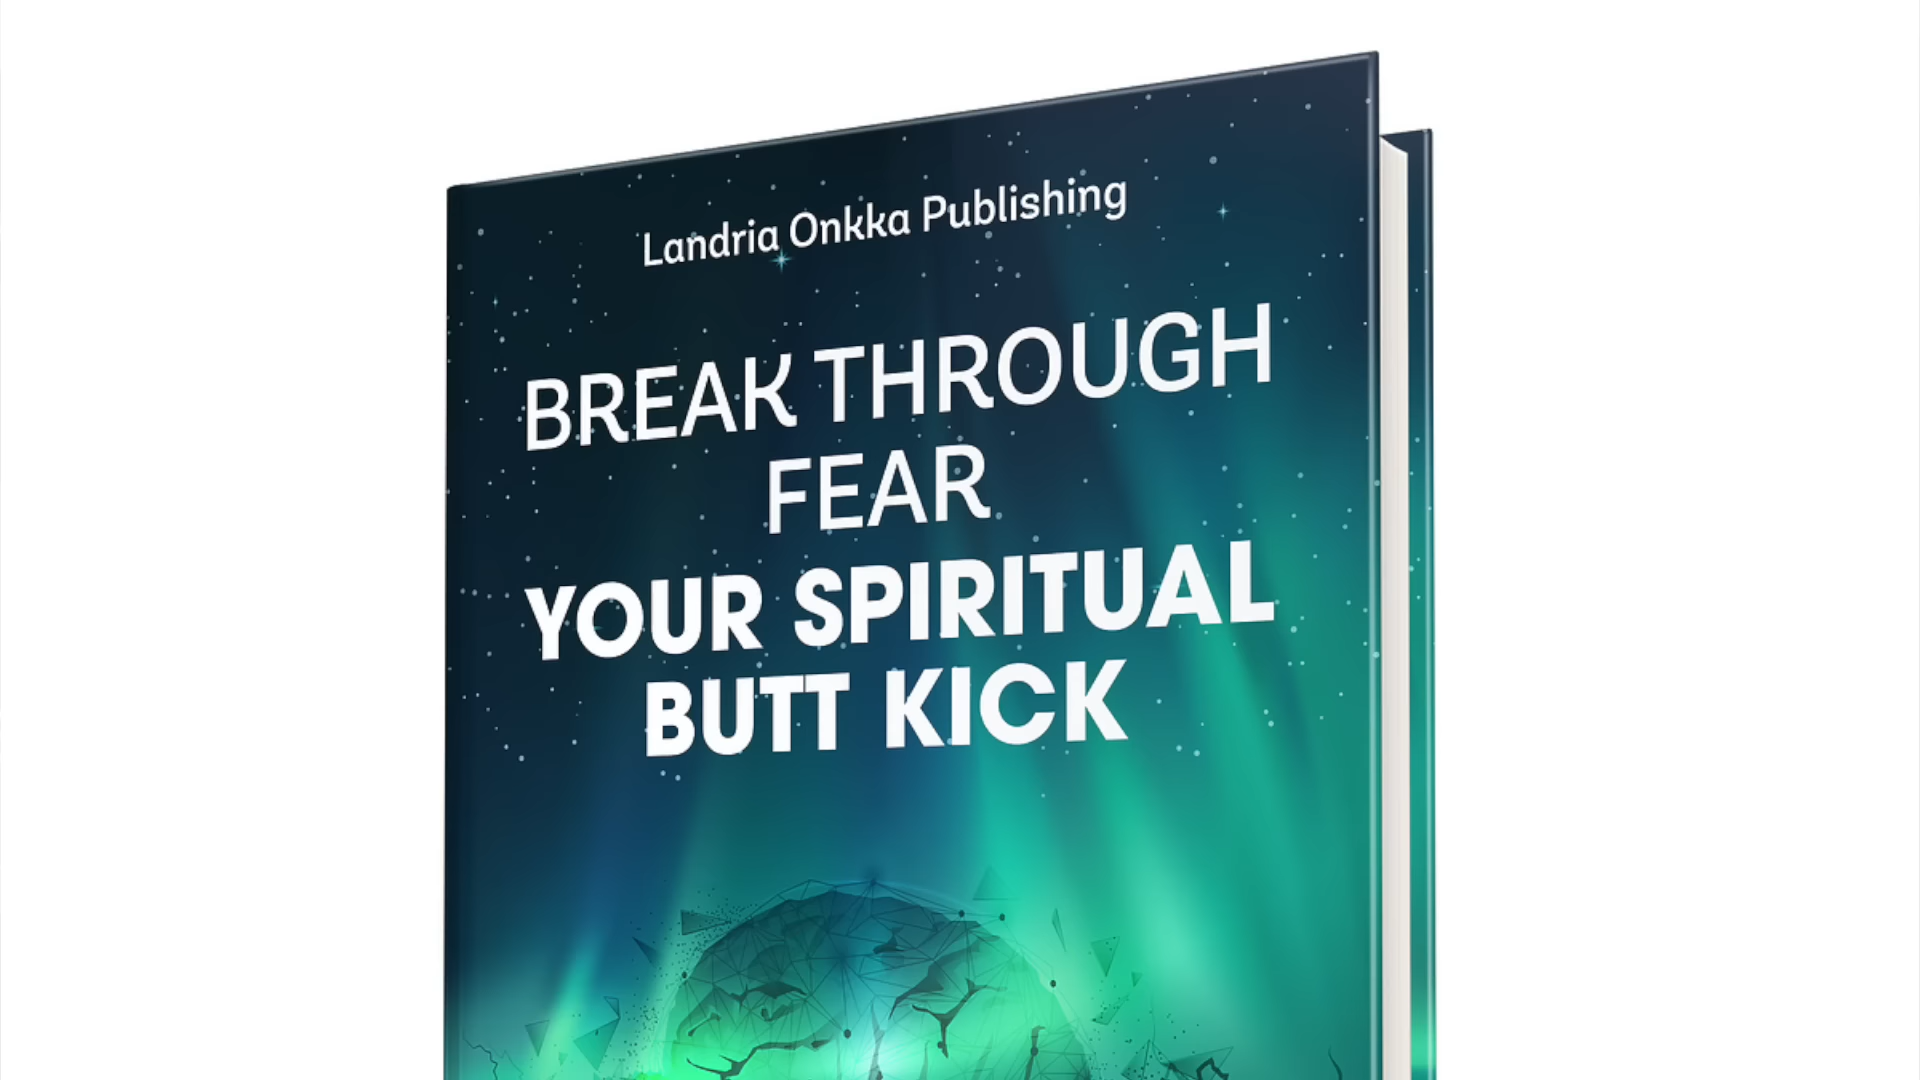 Landria Onkka Publishing
BREAK THROUGH
FEAR
YOUR SPIRITUAL
BUTT KICK